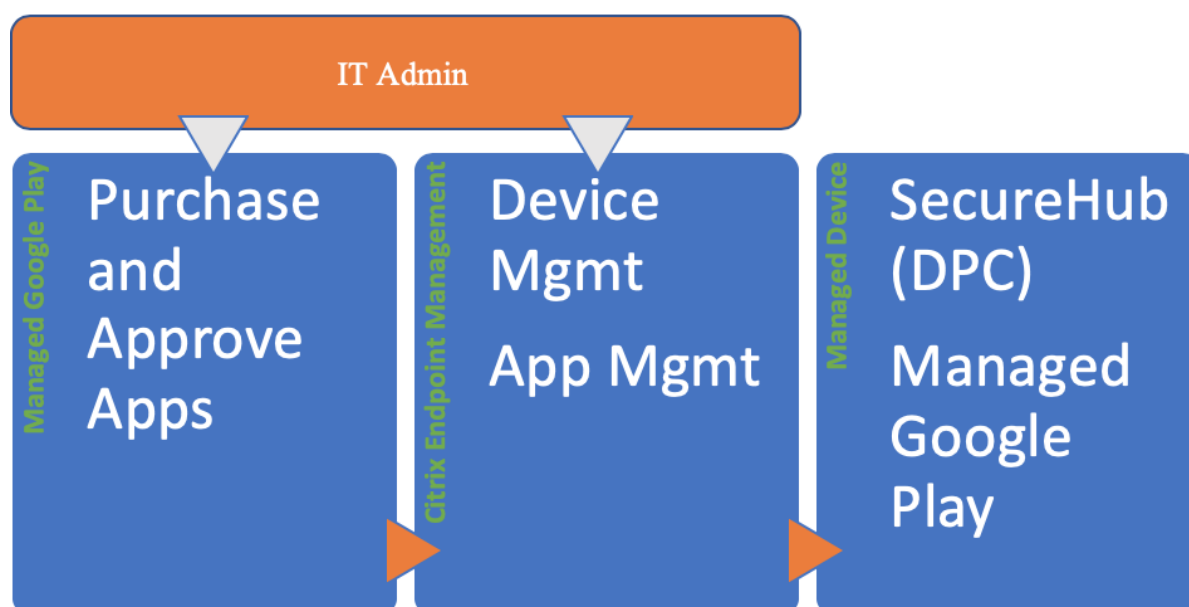 IT Admin
Managed Google Play
Purchase
and
Approve
Apps
Citrix Endpoint Management
Device
Mgmt
App Mgmt
Managed Device
SecureHub
(DPC)
Managed
Google
Play